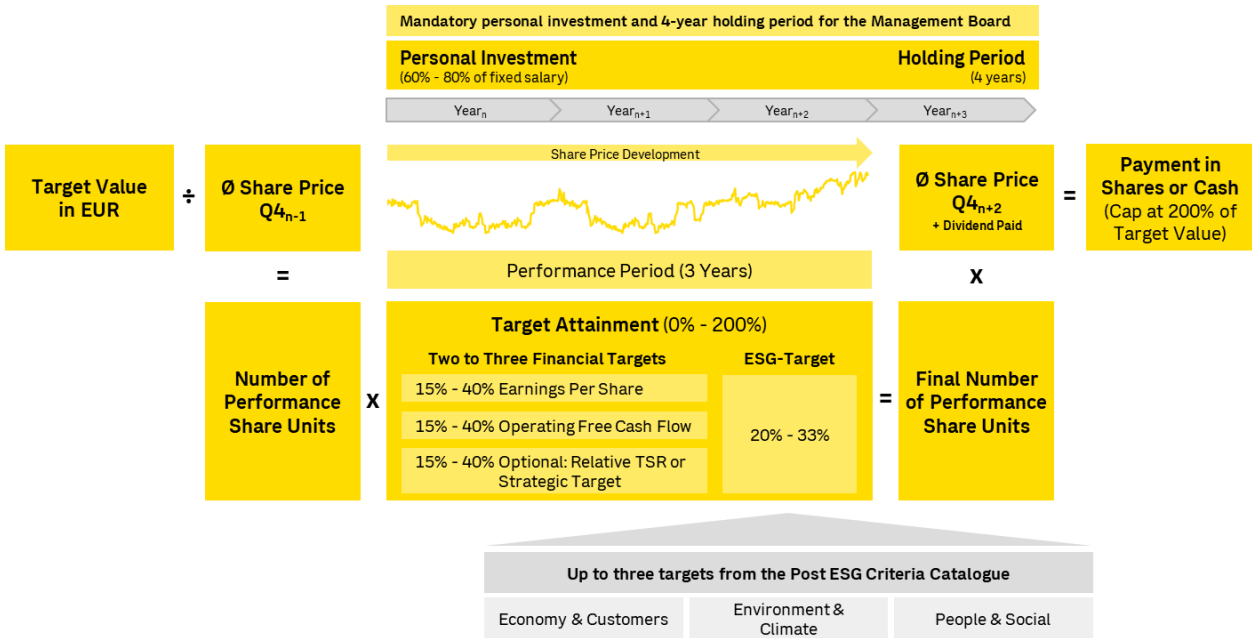 Mandatory personal investment and 4-year holding period for the Management Board
Personal Investment
(60% - 80% of fixed salary)
Holding Period
(4 years)
Yearn
Yearn+1
Yearn+2
Yearn+3
Target Value
in EUR
÷
Ø Share Price
Q4n-1
Share Price Development
Ø Share Price
Q4n+2
+ Dividend Paid
=
Payment in
Shares or Cash
(Cap at 200% of
Target Value)
=
Performance Period (3 Years)
X
Number of
Performance
Share Units
X
Target Attainment (0% - 200%)
Two to Three Financial Targets
15% - 40% Earnings Per Share
15% - 40% Operating Free Cash Flow
15% - 40% Optional: Relative TSR or
Strategic Target
ESG-Target
20% - 33%
=
Final Number
of Performance
Share Units
Up to three targets from the Post ESG Criteria Catalogue
Economy & Customers
Environment &
Climate
People & Social